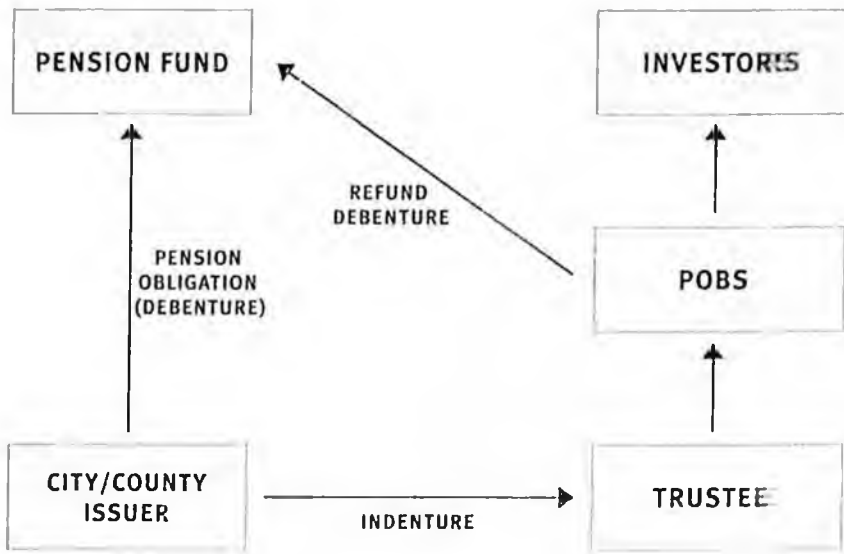 PENSION FUND
INVESTORS
REFUND
DEBENTURE
PENSION
OBLIGATION
(DEBENTURE)
POBS
CITY/COUNTY
ISSUER
INDENTURE
TRUSTEE